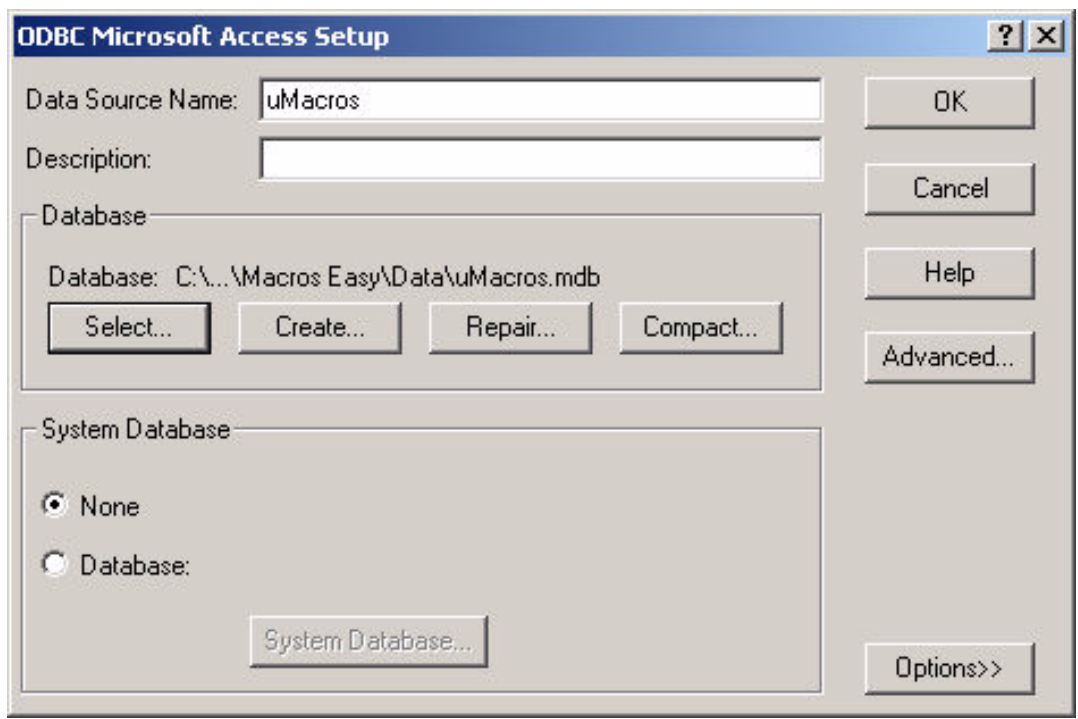 ODBC Microsoft Access Setup
Data Source Name: uMacros
OK
Description:
Cancel
Database
Database: C:\...\Macros Easy\Data\uMacros.mdb
Help
Select... Create... Repair... Compact...
Advanced...
System Database
None
Database:
System Database...
Options>>